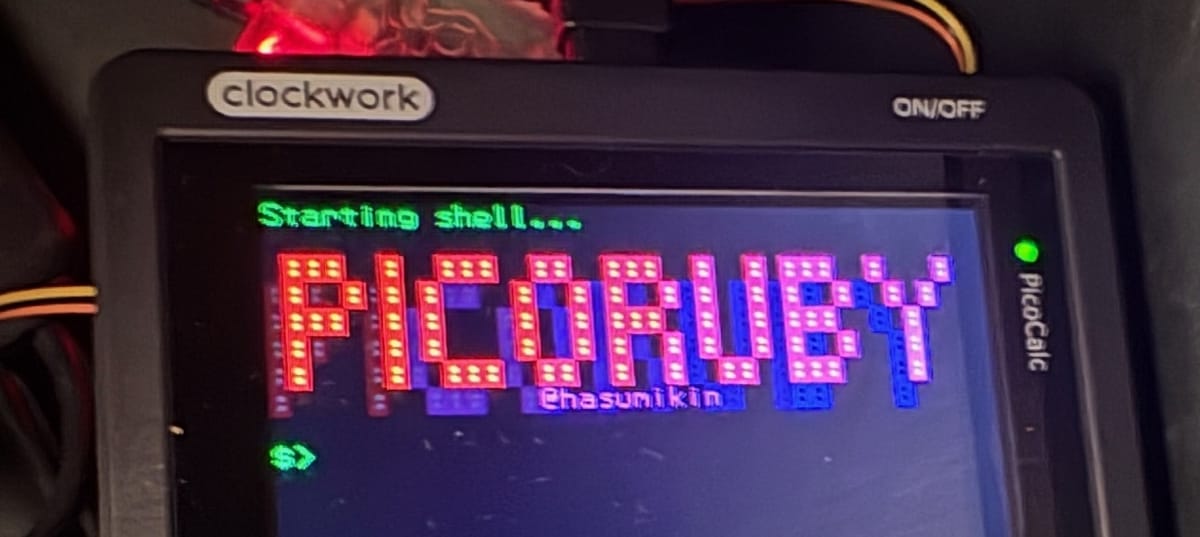 clockwork
ON/OFF
Starting shell...
PICORUBY
@hasumikin
$>
PicoCalc